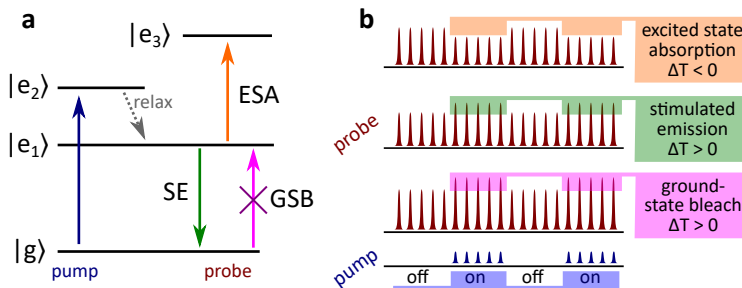 a
|e₃⟩
|e₂⟩
relax
ESA
|e₁⟩
SE
GSB
|g⟩
pump
probe
b
excited state
absorption
ΔT < 0
stimulated
emission
ΔT > 0
probe
ground-
state bleach
ΔT > 0
pump
off
on
off
on